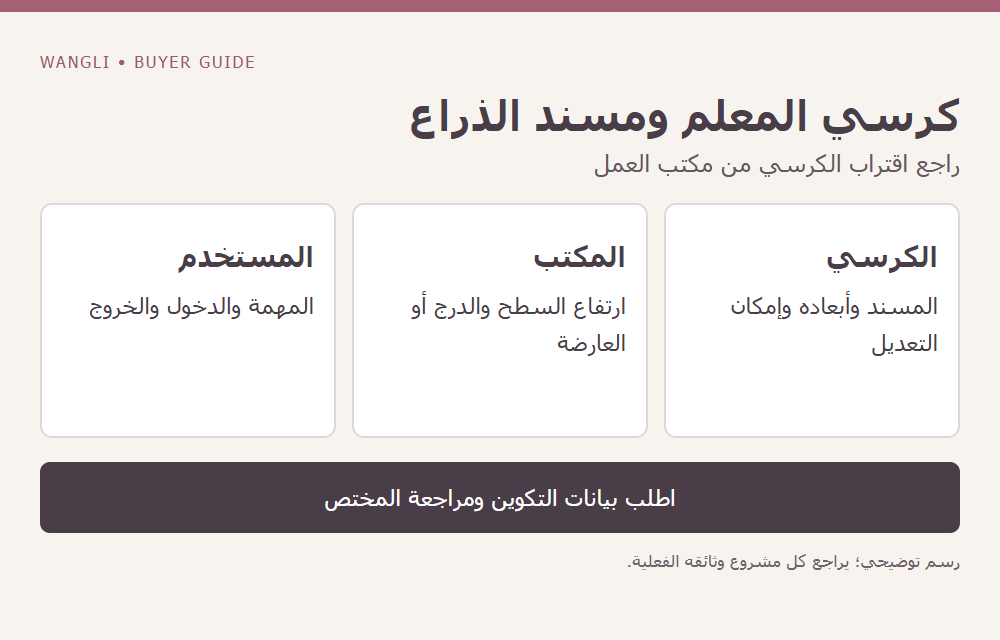 WANGLI • BUYER GUIDE
كرسي المعلم ومسند الذراع
راجع اقتراب الكرسي من مكتب العمل
الكرسي
المسند وأبعاده وإمكان
التعديل
المكتب
ارتفاع السطح والدرج أو
العارضة
المستخدم
المهمة والدخول والخروج
اطلب بيانات التكوين ومراجعة المختص
رسم توضيحي؛ يراجع كل مشروع وثائقه الفعلية.